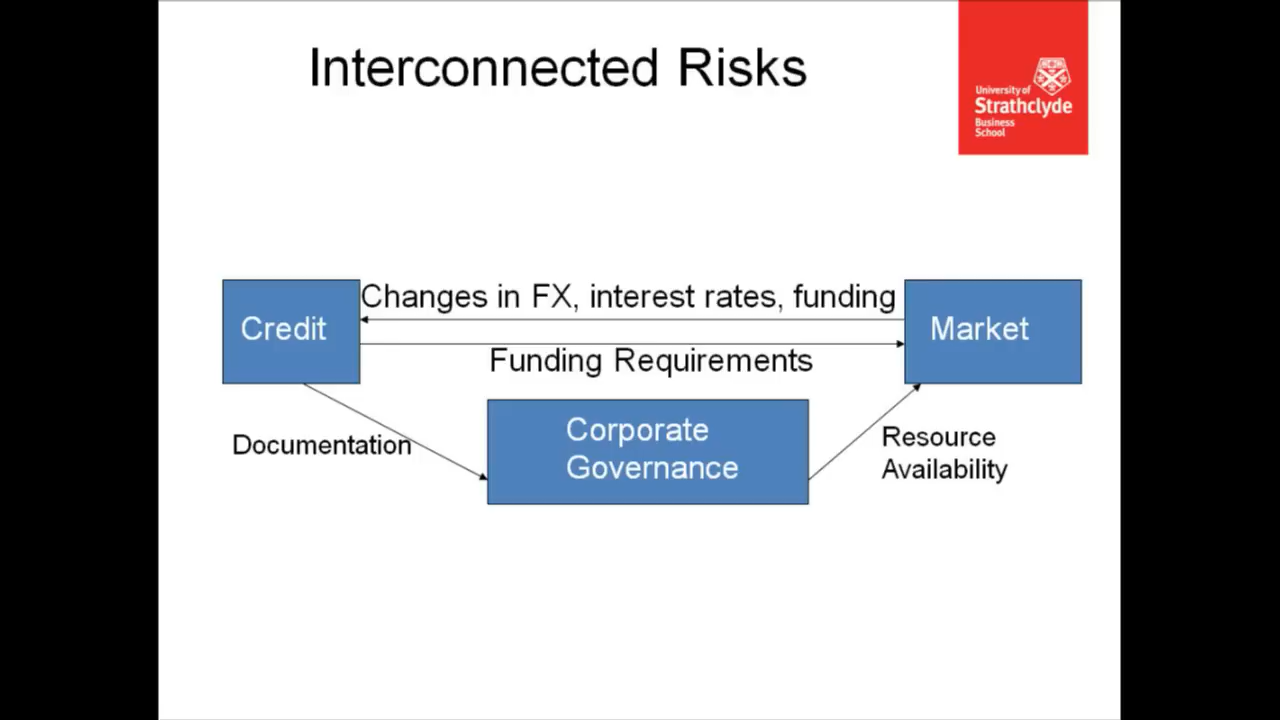 Interconnected Risks
University of
Strathclyde
Business
School
Changes in FX, interest rates, funding
Credit
Market
Funding Requirements
Corporate
Governance
Documentation
Resource
Availability